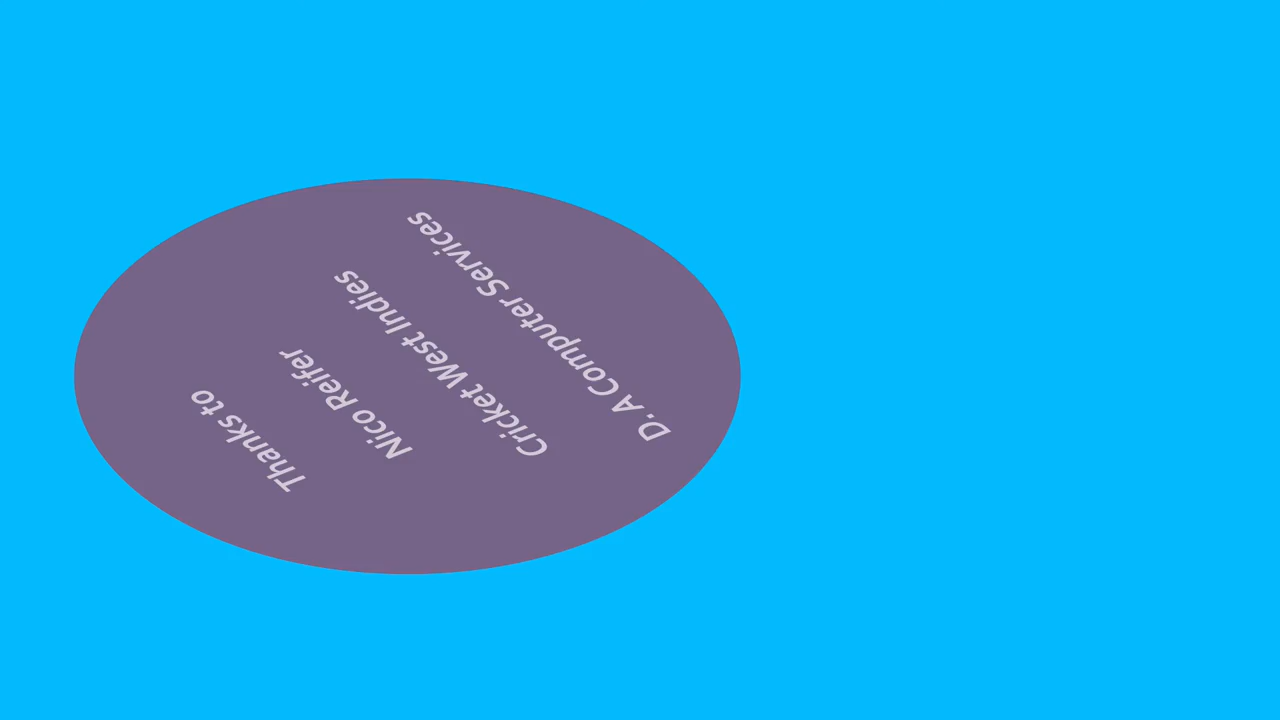 Thanks to
Nico Reifer
Cricket West Indies
D. A Computer Services